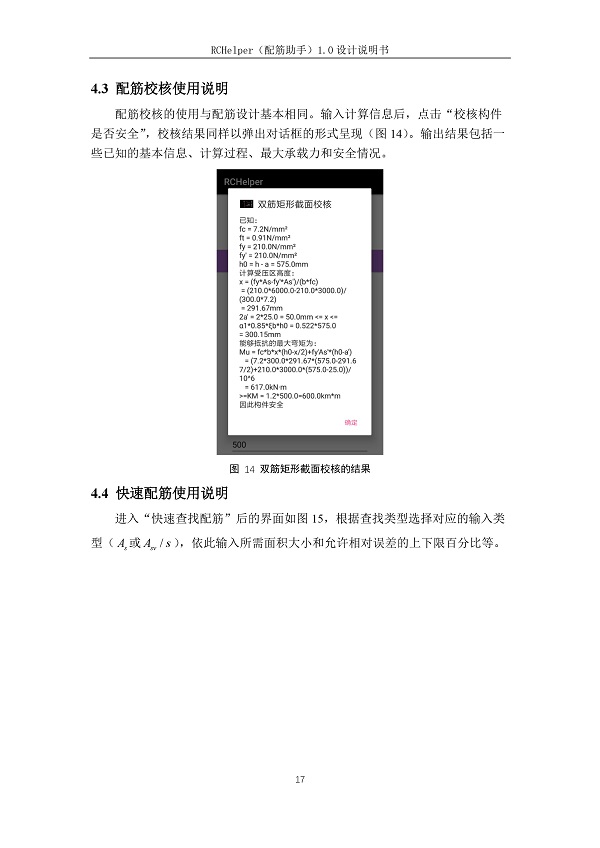 RCHelper（配筋助手）1.0 设计说明书
4.3 配筋校核使用说明
配筋校核的使用与配筋设计基本相同。输入计算信息后，点击“校核构件
是否安全”，校核结果同样以弹出对话框的形式呈现（图 14）。输出结果包括一
些已知的基本信息、计算过程、最大承载力和安全情况。
RCHelper
双筋矩形截面校核
已知：
fc = 7.2N/mm²
ft = 0.91N/mm²
fy = 210.0N/mm²
fy' = 210.0N/mm²
h0 = h - a = 575.0mm
计算受压区高度：
x = (fy*As-fy'*As')/(b*fc)
= (210.0*6000.0-210.0*3000.0)/
(300.0*7.2)
= 291.67mm
2a' = 2*25.0 = 50.0mm <= x <=
α1*0.85*ξb*h0 = 0.522*575.0
= 300.15mm
能够抵抗的最大弯矩为：
Mu = fc*b*x*(h0-x/2)+fy'As'*(h0-a')
= (7.2*300.0*291.67*(575.0-291.6
7/2)+210.0*3000.0*(575.0-25.0))/
10^6
= 617.0kN·m
>=KM = 1.2*500.0=600.0km*m
因此构件安全
确定
500
图 14 双筋矩形截面校核的结果
4.4 快速配筋使用说明
进入“快速查找配筋”后的界面如图 15，根据查找类型选择对应的输入类
型（ As 或 Asv / s ），依此输入所需面积大小和允许相对误差的上下限百分比等。
17